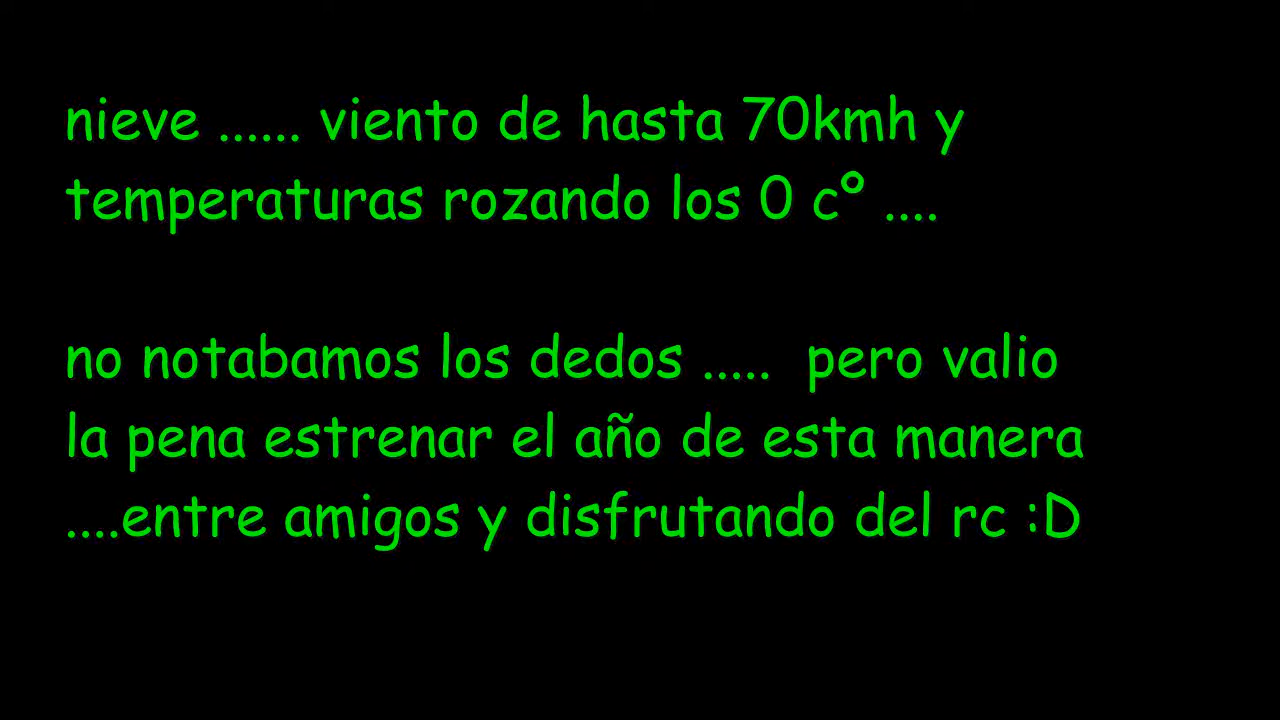 nieve ...... viento de hasta 70kmh y
temperaturas rozando los 0 cº ....
no notabamos los dedos .....  pero valio
la pena estrenar el año de esta manera
....entre amigos y disfrutando del rc :D